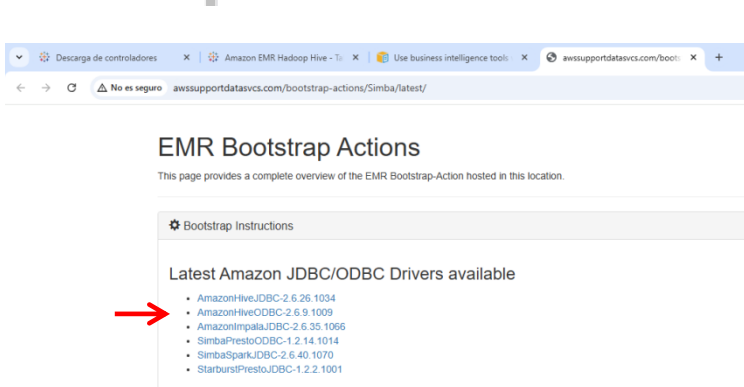 Descarga de controladores
Amazon EMR Hadoop Hive - Ta
Use business intelligence tools
awssupportdatasvcs.com/boots
No es seguro awssupportdatasvcs.com/bootstrap-actions/Simba/latest/
EMR Bootstrap Actions
This page provides a complete overview of the EMR Bootstrap-Action hosted in this location.
Bootstrap Instructions
Latest Amazon JDBC/ODBC Drivers available
AmazonHiveJDBC-2.6.26.1034
AmazonHiveODBC-2.6.9.1009
AmazonImpalaJDBC-2.6.35.1066
SimbaPrestoODBC-1.2.14.1014
SimbaSparkJDBC-2.6.40.1070
StarburstPrestoJDBC-1.2.2.1001